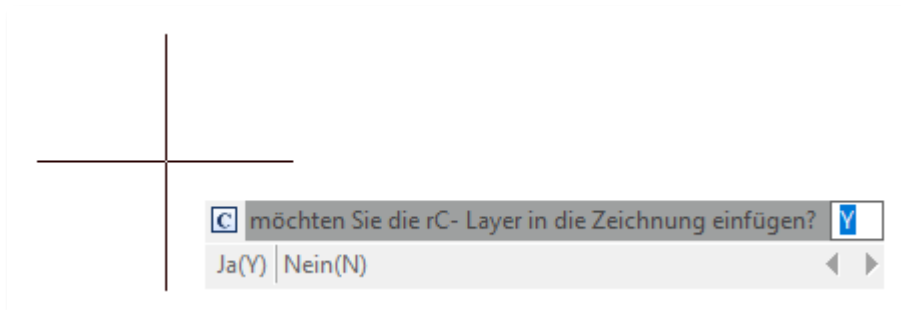 C möchten Sie die rC- Layer in die Zeichnung einfügen? Y
Ja(Y) Nein(N)